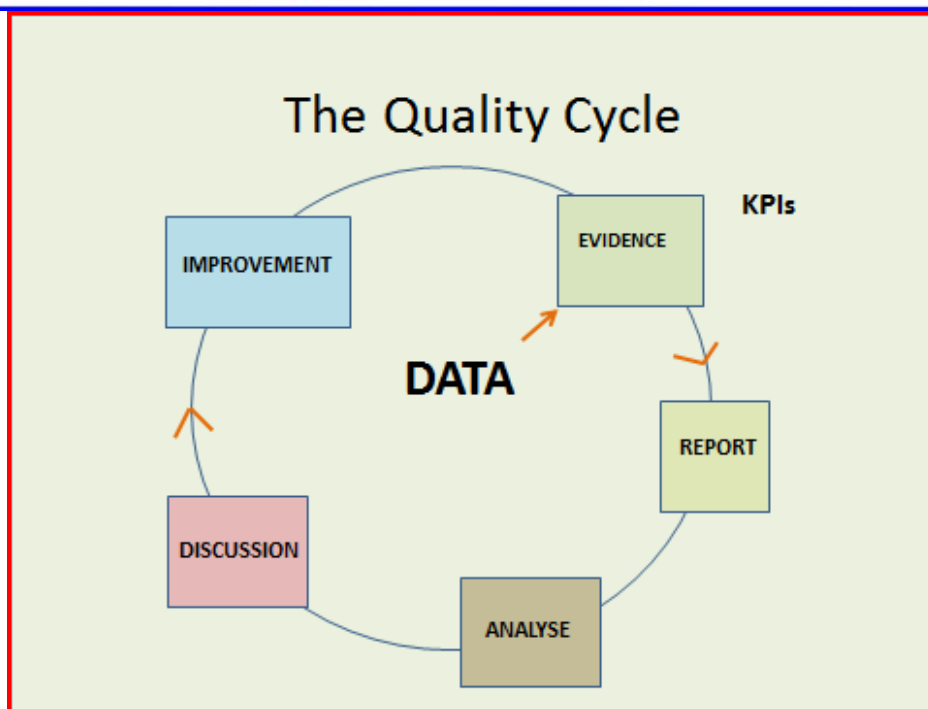 The Quality Cycle
KPIs
EVIDENCE
IMPROVEMENT
DATA
REPORT
DISCUSSION
ANALYSE